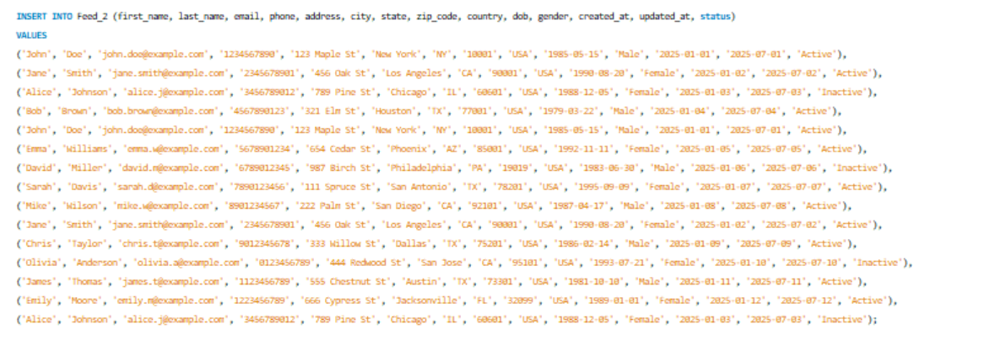 INSERT INTO Feed_2 (first_name, last_name, email, phone, address, city, state, zip_code, country, dob, gender, created_at, updated_at, status)
VALUES
('John', 'Doe', 'john.doe@example.com', '1234567890', '123 Maple St', 'New York', 'NY', '10001', 'USA', '1985-05-15', 'Male', '2025-01-01', '2025-07-01', 'Active'),
('Jane', 'Smith', 'jane.smith@example.com', '2345678901', '456 Oak St', 'Los Angeles', 'CA', '90001', 'USA', '1990-08-20', 'Female', '2025-01-02', '2025-07-02', 'Active'),
('Alice', 'Johnson', 'alice.j@example.com', '3456789012', '789 Pine St', 'Chicago', 'IL', '60601', 'USA', '1988-12-05', 'Female', '2025-01-03', '2025-07-03', 'Inactive'),
('Bob', 'Brown', 'bob.brown@example.com', '4567890123', '321 Elm St', 'Houston', 'TX', '77001', 'USA', '1979-03-22', 'Male', '2025-01-04', '2025-07-04', 'Active'),
('John', 'Doe', 'john.doe@example.com', '1234567890', '123 Maple St', 'New York', 'NY', '10001', 'USA', '1985-05-15', 'Male', '2025-01-01', '2025-07-01', 'Active'),
('Emma', 'Williams', 'emma.w@example.com', '5678901234', '654 Cedar St', 'Phoenix', 'AZ', '85001', 'USA', '1992-11-11', 'Female', '2025-01-05', '2025-07-05', 'Active'),
('David', 'Miller', 'david.m@example.com', '6789012345', '987 Birch St', 'Philadelphia', 'PA', '19019', 'USA', '1983-06-30', 'Male', '2025-01-06', '2025-07-06', 'Inactive'),
('Sarah', 'Davis', 'sarah.d@example.com', '7890123456', '111 Spruce St', 'San Antonio', 'TX', '78201', 'USA', '1995-09-09', 'Female', '2025-01-07', '2025-07-07', 'Active'),
('Mike', 'Wilson', 'mike.w@example.com', '8901234567', '222 Palm St', 'San Diego', 'CA', '92101', 'USA', '1987-04-17', 'Male', '2025-01-08', '2025-07-08', 'Active'),
('Jane', 'Smith', 'jane.smith@example.com', '2345678901', '456 Oak St', 'Los Angeles', 'CA', '90001', 'USA', '1990-08-20', 'Female', '2025-01-02', '2025-07-02', 'Active'),
('Chris', 'Taylor', 'chris.t@example.com', '9012345678', '333 Willow St', 'Dallas', 'TX', '75201', 'USA', '1986-02-14', 'Male', '2025-01-09', '2025-07-09', 'Active'),
('Olivia', 'Anderson', 'olivia.a@example.com', '0123456789', '444 Redwood St', 'San Jose', 'CA', '95101', 'USA', '1993-07-21', 'Female', '2025-01-10', '2025-07-10', 'Inactive'),
('James', 'Thomas', 'james.t@example.com', '1123456789', '555 Chestnut St', 'Austin', 'TX', '73301', 'USA', '1981-10-10', 'Male', '2025-01-11', '2025-07-11', 'Active'),
('Emily', 'Moore', 'emily.m@example.com', '1223456789', '666 Cypress St', 'Jacksonville', 'FL', '32099', 'USA', '1989-01-01', 'Female', '2025-01-12', '2025-07-12', 'Active'),
('Alice', 'Johnson', 'alice.j@example.com', '3456789012', '789 Pine St', 'Chicago', 'IL', '60601', 'USA', '1988-12-05', 'Female', '2025-01-03', '2025-07-03', 'Inactive');